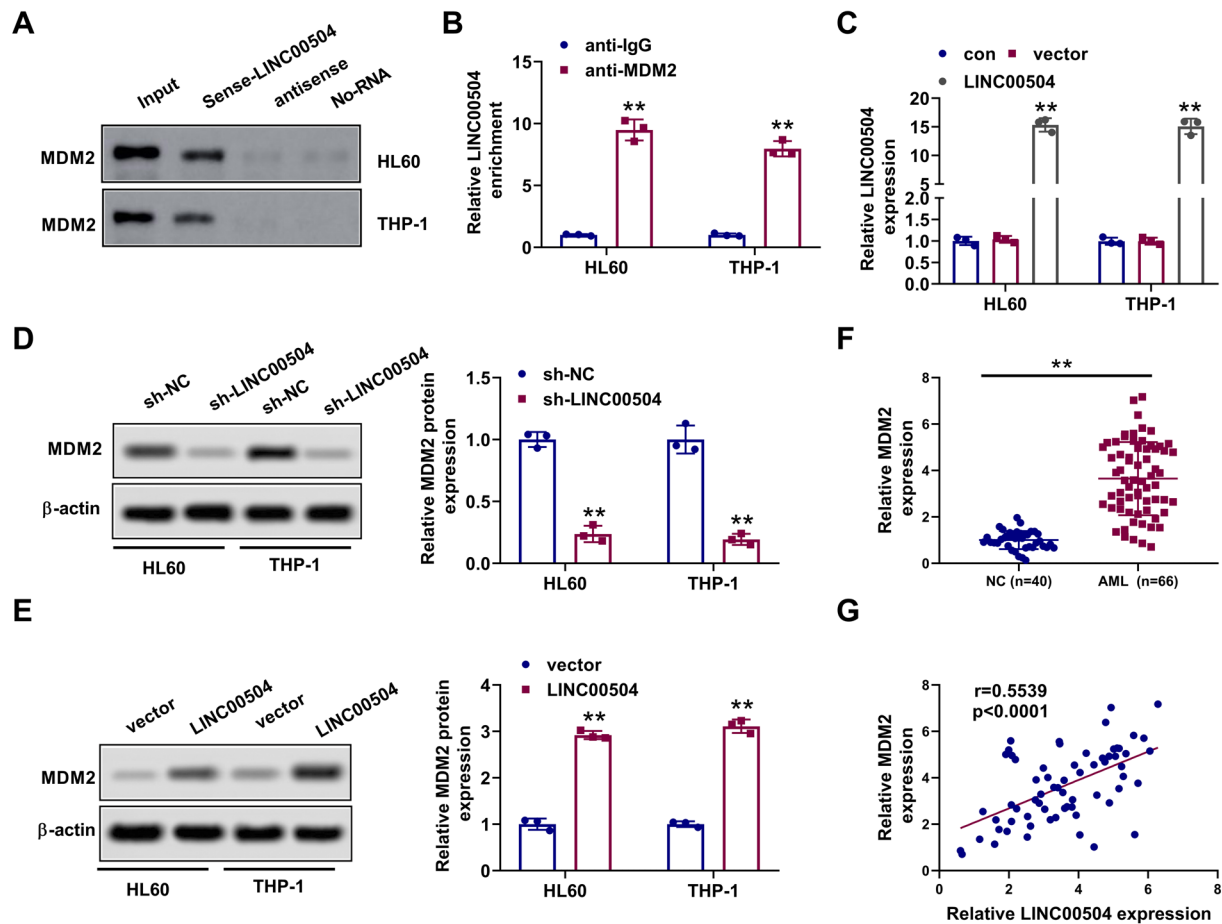 A
Input
Sense-LINC00504
antisense
No-RNA
MDM2
HL60
MDM2
THP-1
B
anti-IgG
anti-MDM2
Relative LINC00504
enrichment
15
10
5
0
**
**
HL60
THP-1
C
con
vector
LINC00504
Relative LINC00504
expression
20
15
10
5
2.0
1.5
1.0
0.5
0.0
**
**
HL60
THP-1
D
sh-NC
sh-LINC00504
sh-NC
sh-LINC00504
MDM2
β-actin
HL60
THP-1
sh-NC
sh-LINC00504
Relative MDM2 protein
expression
1.5
1.0
0.5
0.0
**
**
HL60
THP-1
F
Relative MDM2
expression
8
6
4
2
0
**
NC (n=40)
AML (n=66)
E
vector
LINC00504
vector
LINC00504
MDM2
β-actin
HL60
THP-1
vector
LINC00504
Relative MDM2 protein
expression
4
3
2
1
0
**
**
HL60
THP-1
G
r=0.5539
p<0.0001
Relative MDM2
expression
8
6
4
2
0
0
2
4
6
8
Relative LINC00504 expression